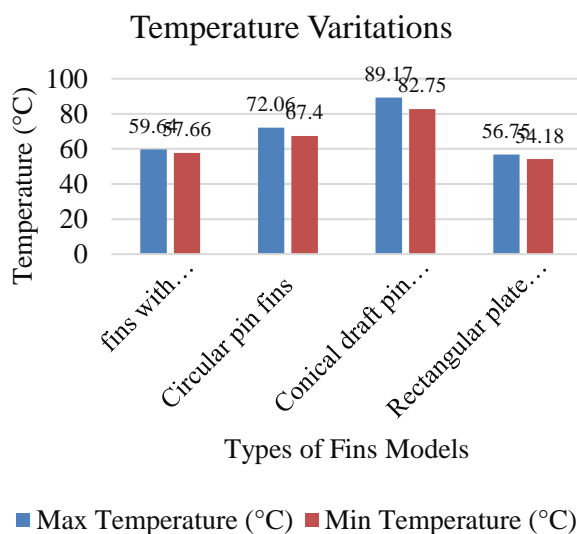 Temperature Varitations
Temperature (°C)
100
80
60
40
20
0
59.64
57.66
72.06
67.4
89.17
82.75
56.75
54.18
fins with…
Circular pin fins
Conical draft pin…
Rectangular plate…
Types of Fins Models
Max Temperature (°C) Min Temperature (°C)